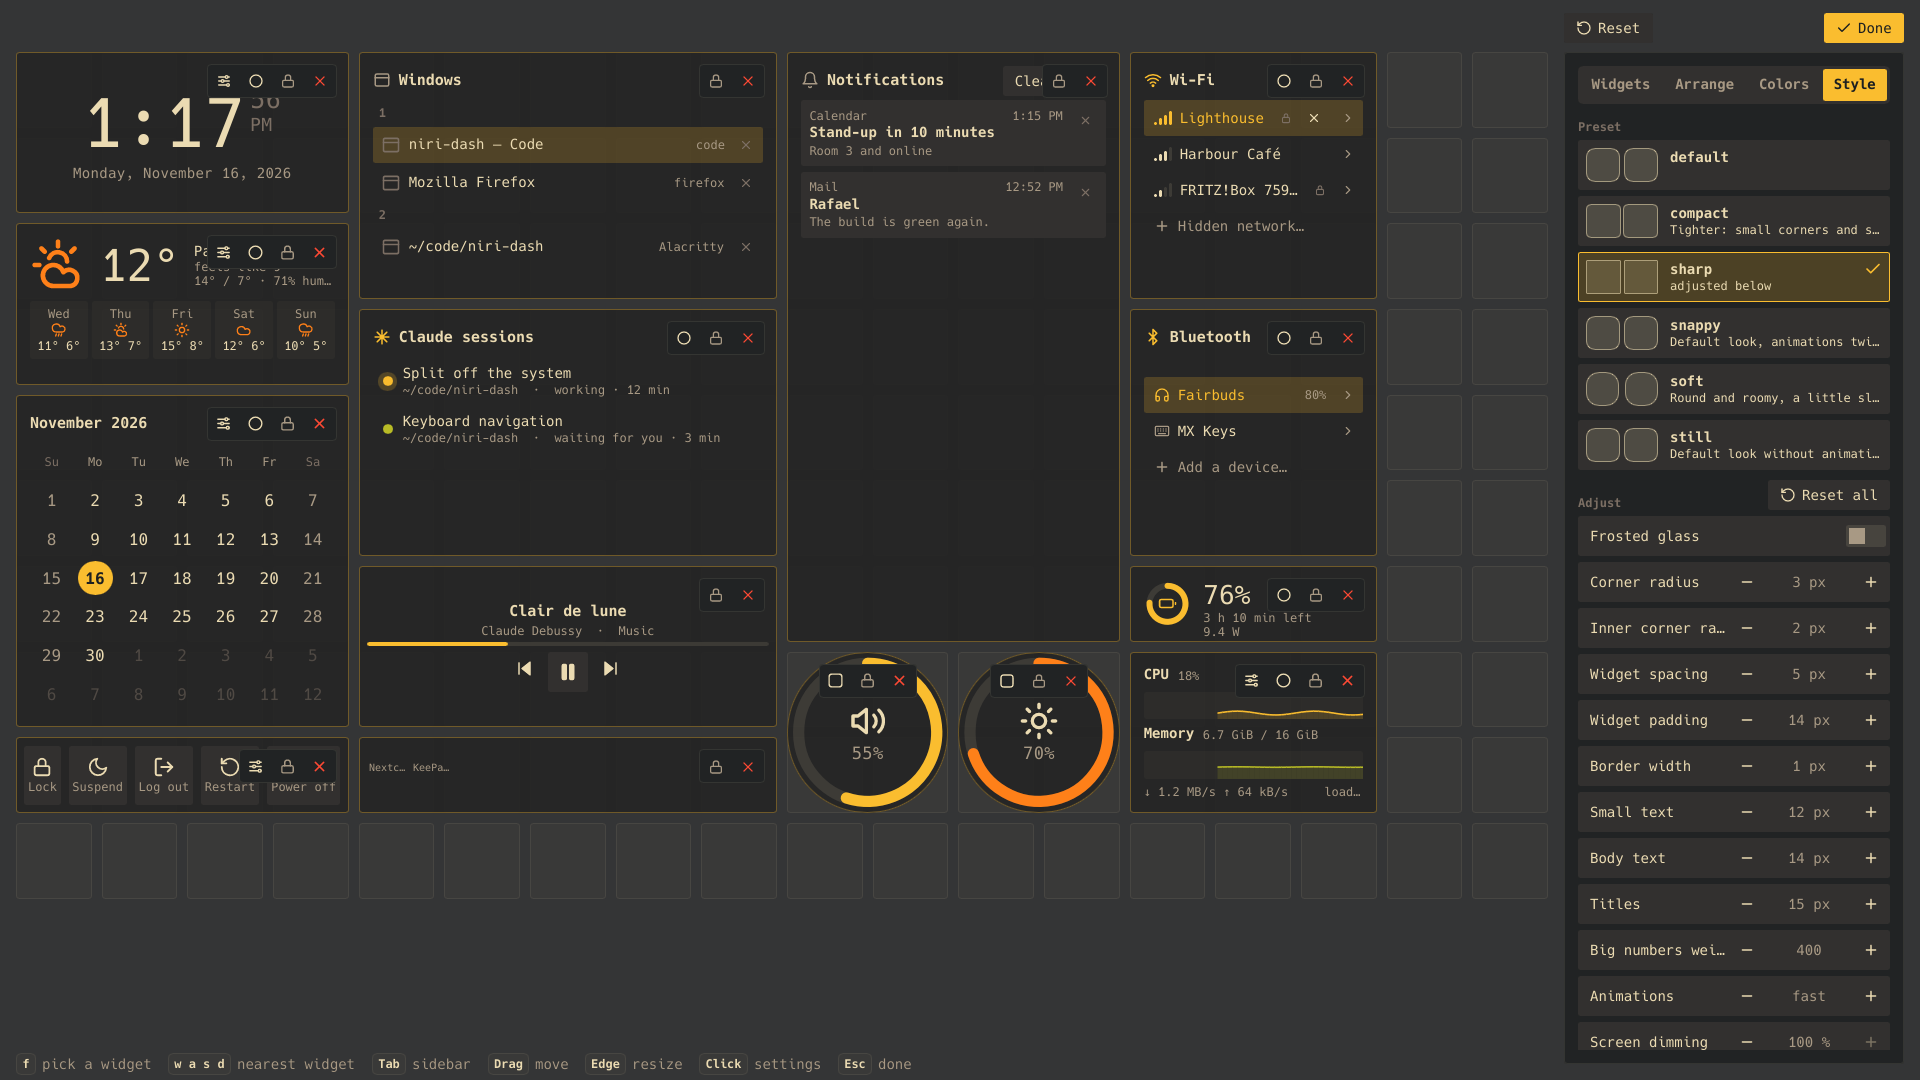 Reset
Done
1:17
56
PM
Monday, November 16, 2026
12°
14° / 7° · 71% hum…
Wed Thu Fri Sat Sun
11° 6° 13° 7° 15° 8° 12° 6° 10° 5°
November 2026
Su Mo Tu We Th Fr Sa
1 2 3 4 5 6 7
8 9 10 11 12 13 14
15 16 17 18 19 20 21
22 23 24 25 26 27 28
29 30 1 2 3 4 5
6 7 8 9 10 11 12
Lock Suspend Log out Restart Power off
Windows
1
niri-dash — Code code
Mozilla Firefox firefox
2
~/code/niri-dash Alacritty
Claude sessions
Split off the system
~/code/niri-dash · working · 12 min
Keyboard navigation
~/code/niri-dash · waiting for you · 3 min
Clair de lune
Claude Debussy · Music
Nextc… KeePa…
Notifications
Calendar 1:15 PM
Stand-up in 10 minutes
Room 3 and online
Mail 12:52 PM
Rafael
The build is green again.
55%
70%
Wi-Fi
Lighthouse
Harbour Café
FRITZ!Box 759…
Hidden network…
Bluetooth
Fairbuds 80%
MX Keys
Add a device…
76%
3 h 10 min left
9.4 W
CPU 18%
Memory 6.7 GiB / 16 GiB
↓ 1.2 MB/s ↑ 64 kB/s load…
Widgets Arrange Colors Style
Preset
default
compact
Tighter: small corners and s…
sharp
adjusted below
snappy
Default look, animations twi…
soft
Round and roomy, a little sl…
still
Default look without animati…
Adjust
Reset all
Frosted glass
Corner radius − 3 px +
Inner corner ra… − 2 px +
Widget spacing − 5 px +
Widget padding − 14 px +
Border width − 1 px +
Small text − 12 px +
Body text − 14 px +
Titles − 15 px +
Big numbers wei… − 400 +
Animations − fast +
Screen dimming − 100 % +
f pick a widget w a s d nearest widget Tab sidebar Drag move Edge resize Click settings Esc done